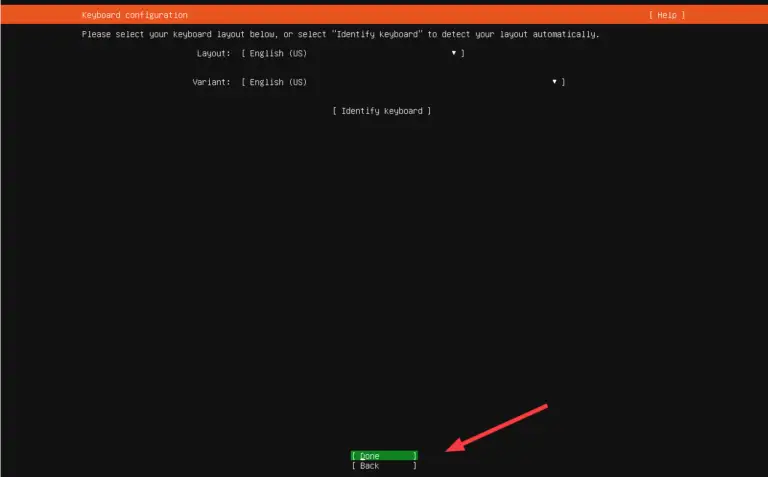 Keyboard configuration [ Help ]
Please select your keyboard layout below, or select "Identify keyboard" to detect your layout automatically.
Layout: [ English (US) ▾ ]
Variant: [ English (US) ▾ ]
[ Identify keyboard ]
[ Done ]
[ Back ]